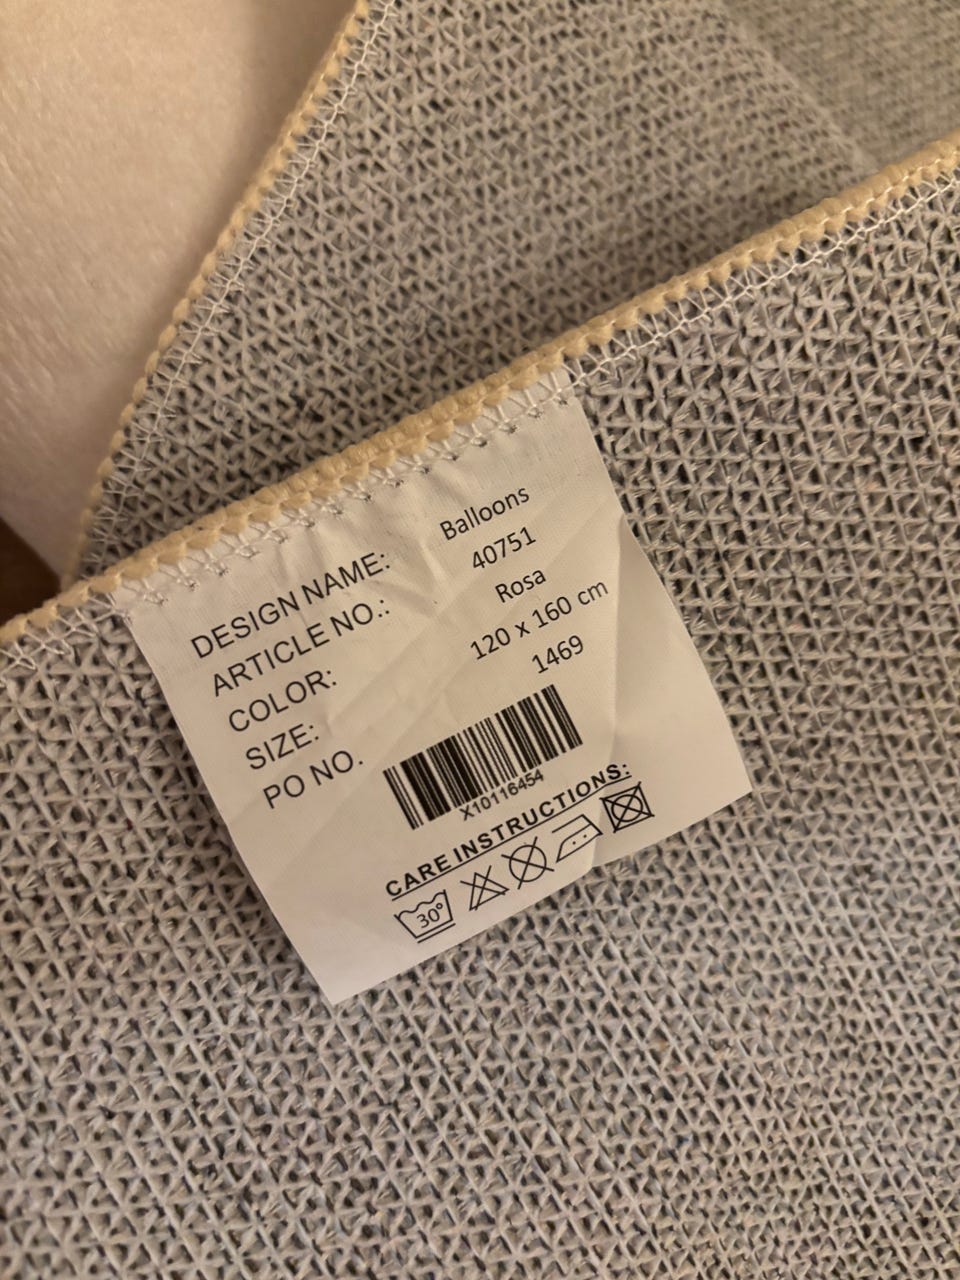 DESIGN NAME: Balloons
ARTICLE NO.: 40751
COLOR: Rosa
SIZE: 120 x 160 cm
PO NO. 1469
X10116454
CARE INSTRUCTIONS:
30°